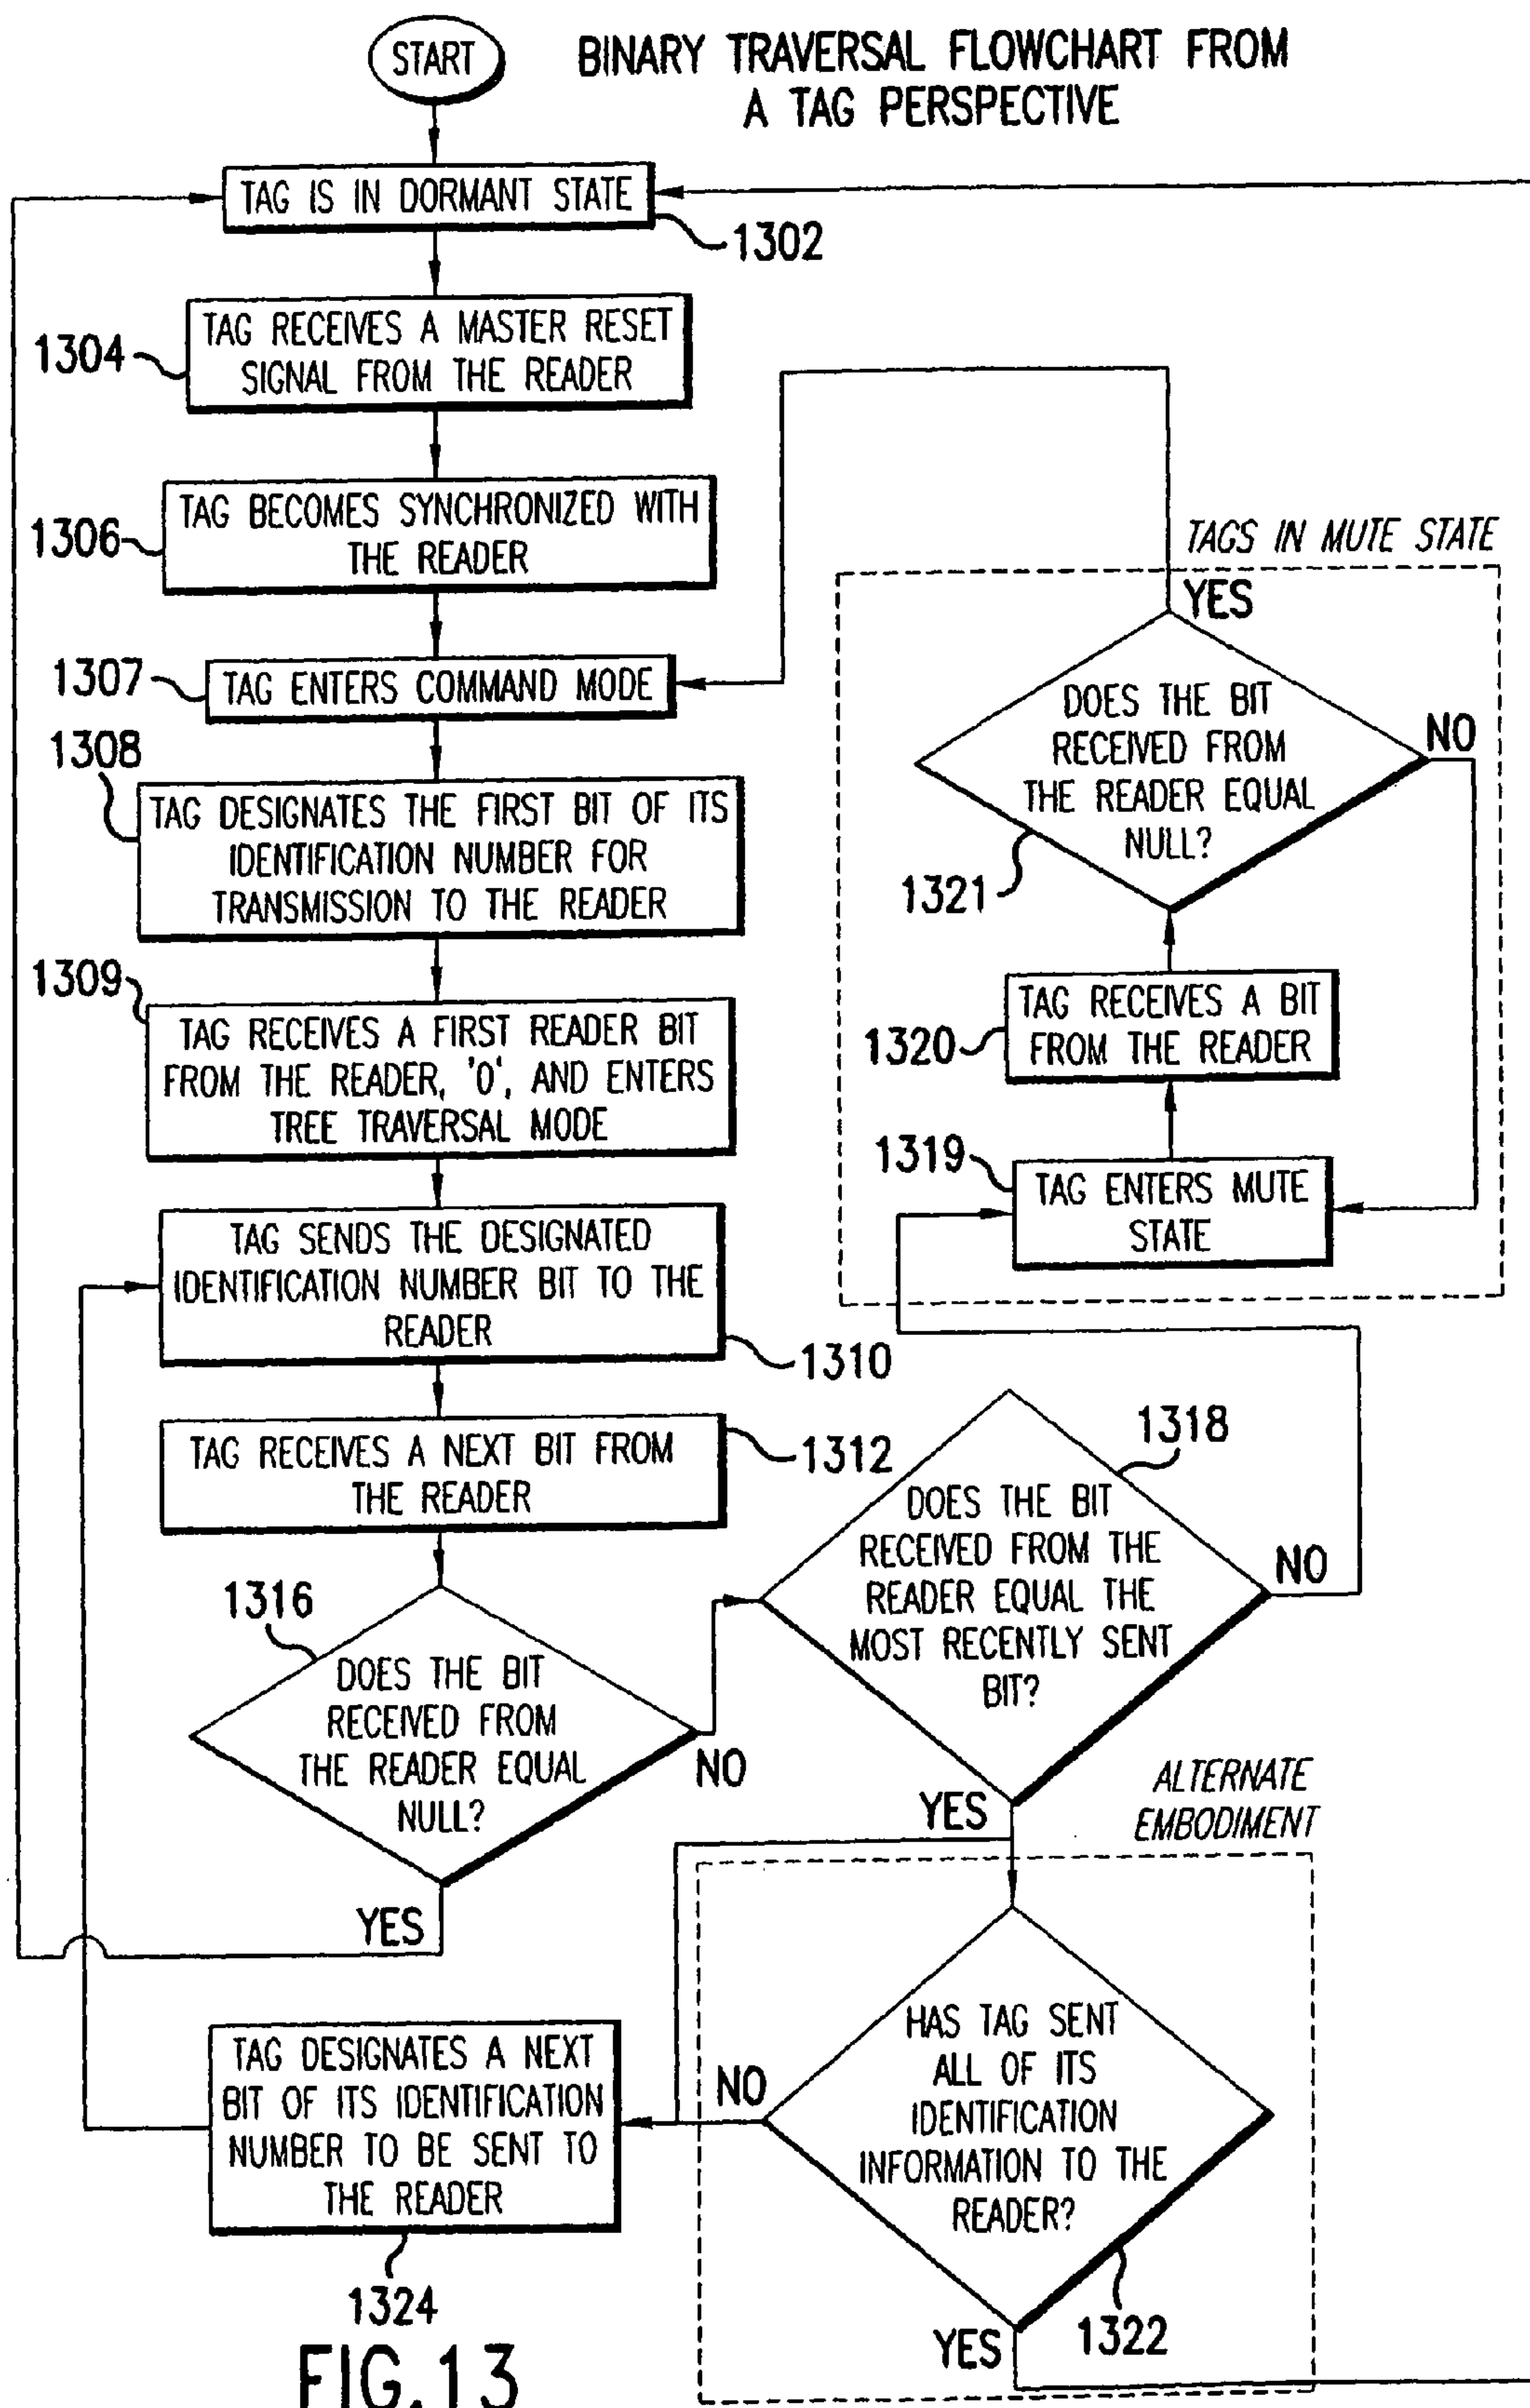 START
BINARY TRAVERSAL FLOWCHART FROM
A TAG PERSPECTIVE
TAG IS IN DORMANT STATE
1302
TAG RECEIVES A MASTER RESET
SIGNAL FROM THE READER
1304
TAG BECOMES SYNCHRONIZED WITH
THE READER
1306
TAG ENTERS COMMAND MODE
1307
1308
TAG DESIGNATES THE FIRST BIT OF ITS
IDENTIFICATION NUMBER FOR
TRANSMISSION TO THE READER
1309
TAG RECEIVES A FIRST READER BIT
FROM THE READER, '0', AND ENTERS
TREE TRAVERSAL MODE
TAG SENDS THE DESIGNATED
IDENTIFICATION NUMBER BIT TO THE
READER
1310
TAG RECEIVES A NEXT BIT FROM
THE READER
1312
1316
DOES THE BIT
RECEIVED FROM
THE READER EQUAL
NULL?
NO
YES
1318
DOES THE BIT
RECEIVED FROM THE
READER EQUAL THE
MOST RECENTLY SENT
BIT?
NO
YES
TAGS IN MUTE STATE
YES
DOES THE BIT
RECEIVED FROM
THE READER EQUAL
NULL?
NO
1321
TAG RECEIVES A BIT
FROM THE READER
1320
1319
TAG ENTERS MUTE
STATE
ALTERNATE
EMBODIMENT
HAS TAG SENT
ALL OF ITS
IDENTIFICATION
INFORMATION TO THE
READER?
NO
YES
1322
TAG DESIGNATES A NEXT
BIT OF ITS IDENTIFICATION
NUMBER TO BE SENT TO
THE READER
1324
FIG.13